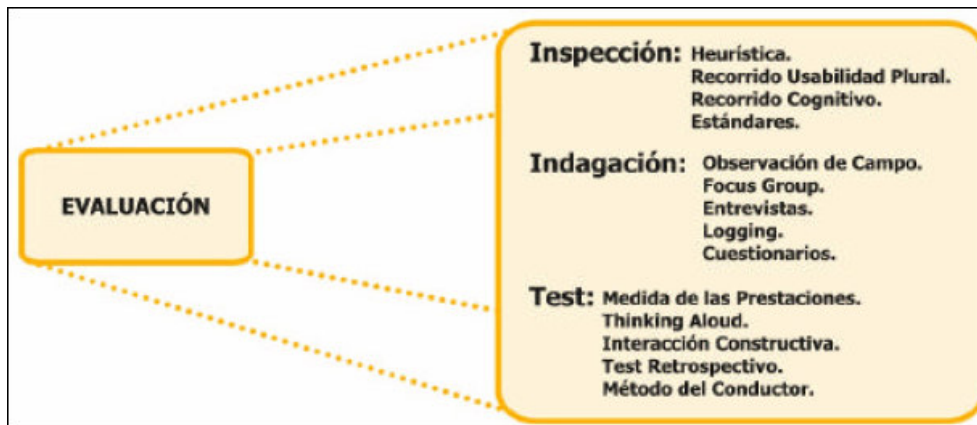 EVALUACIÓN
Inspección: Heurística.
Recorrido Usabilidad Plural.
Recorrido Cognitivo.
Estándares.
Indagación: Observación de Campo.
Focus Group.
Entrevistas.
Logging.
Cuestionarios.
Test: Medida de las Prestaciones.
Thinking Aloud.
Interacción Constructiva.
Test Retrospectivo.
Método del Conductor.